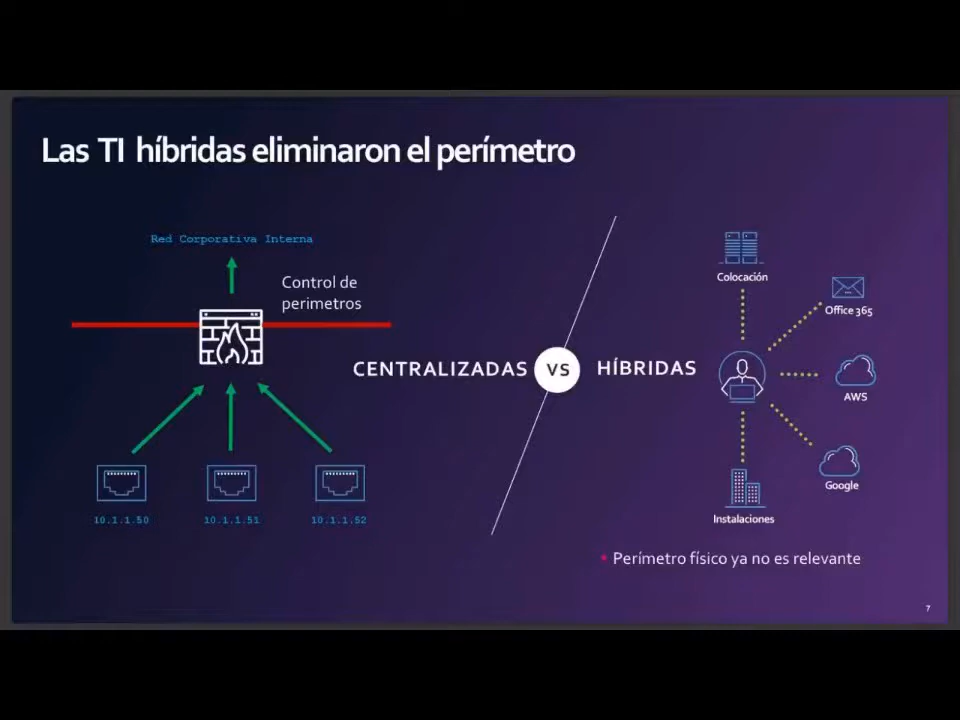 Las TI híbridas eliminaron el perímetro
Red Corporativa Interna
Control de
perimetros
CENTRALIZADAS
VS
HÍBRIDAS
10.1.1.50
10.1.1.51
10.1.1.52
Colocación
Office 365
AWS
Google
Instalaciones
• Perímetro físico ya no es relevante
7